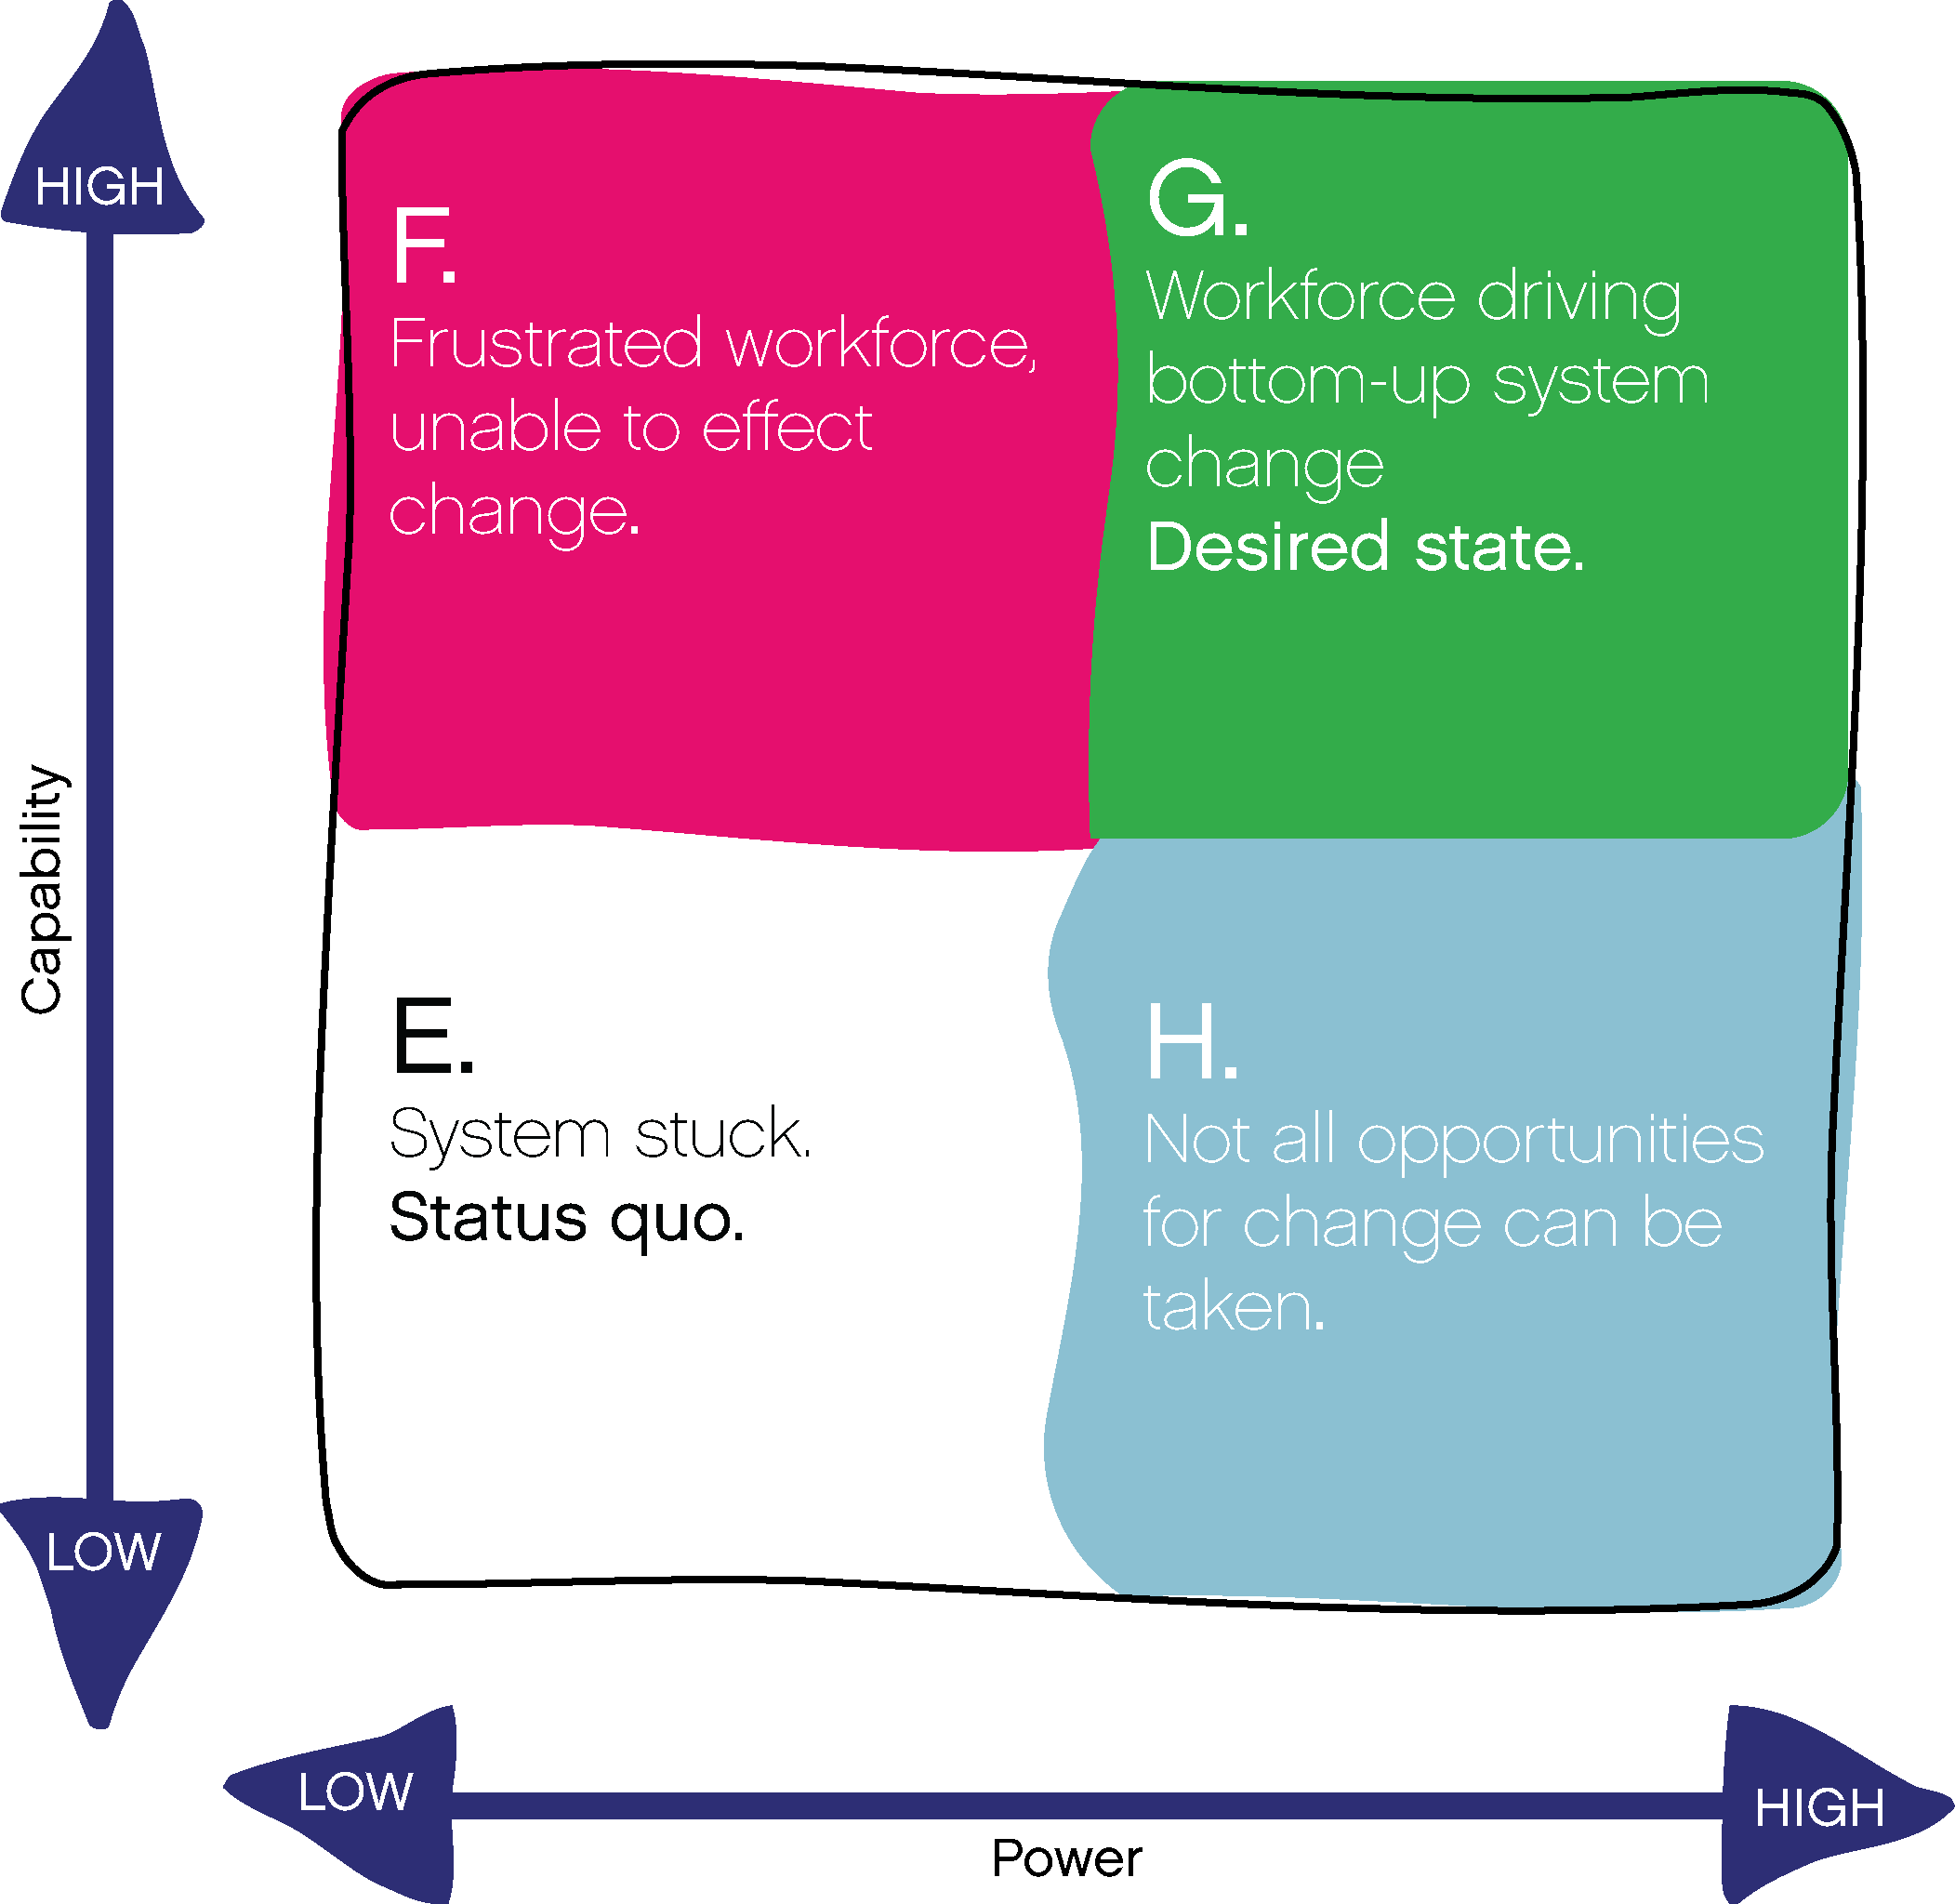 HIGH
F.
Frustrated workforce,
unable to effect
change.
G.
Workforce driving
bottom-up system
change
Desired state.
Capability
E.
System stuck.
Status quo.
H.
Not all opportunities
for change can be
taken.
LOW
LOW
HIGH
Power